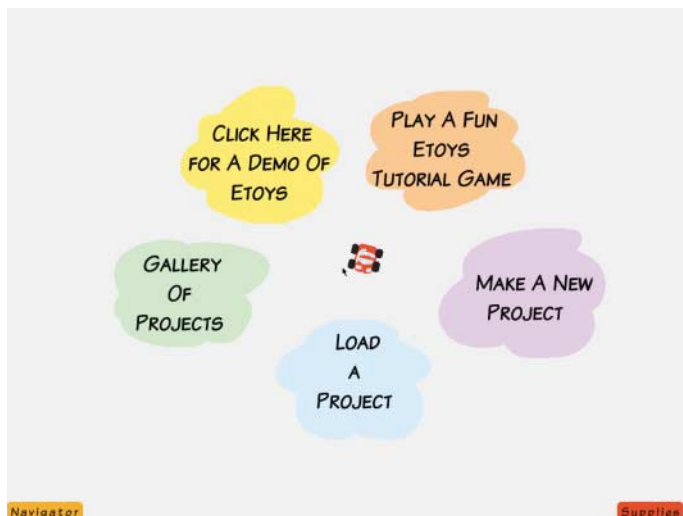 CLICK HERE
FOR A DEMO OF
ETOYS
PLAY A FUN
ETOYS
TUTORIAL GAME
GALLERY
OF
PROJECTS
MAKE A NEW
PROJECT
LOAD
A
PROJECT
Navigator
Supplies